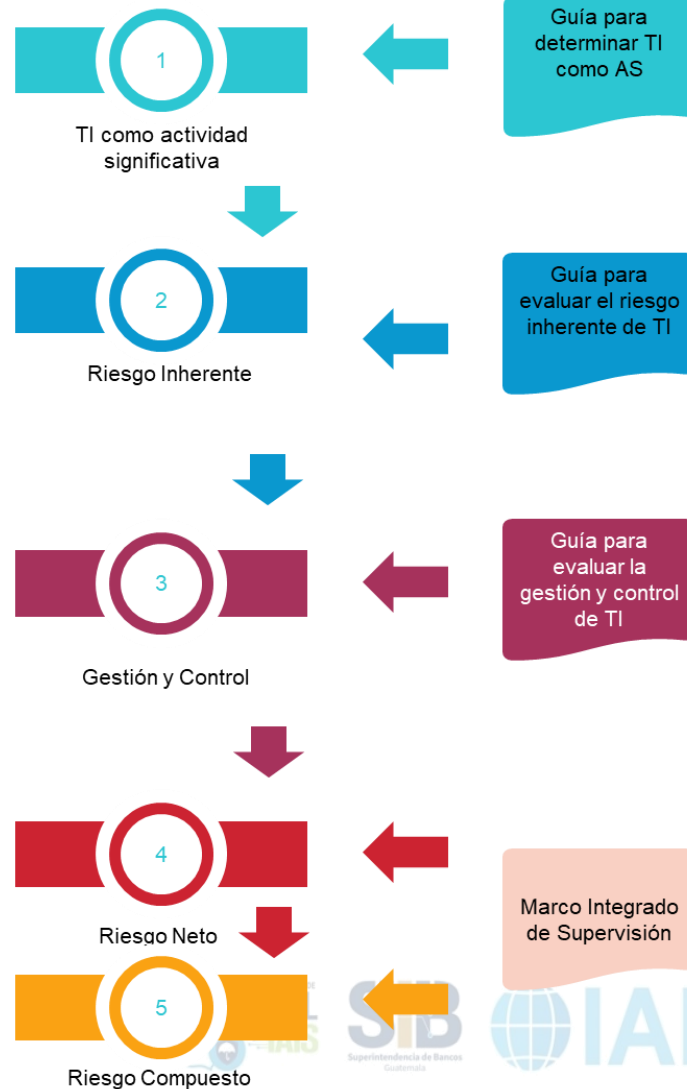 1
Guía para
determinar TI
como AS
TI como actividad
significativa
2
Guía para
evaluar el riesgo
inherente de TI
Riesgo Inherente
3
Guía para
evaluar la
gestión y control
de TI
Gestión y Control
4
Riesgo Neto
Marco Integrado
de Supervisión
5
Riesgo Compuesto
SIB
Superintendencia de Bancos
Guatemala
IAIS